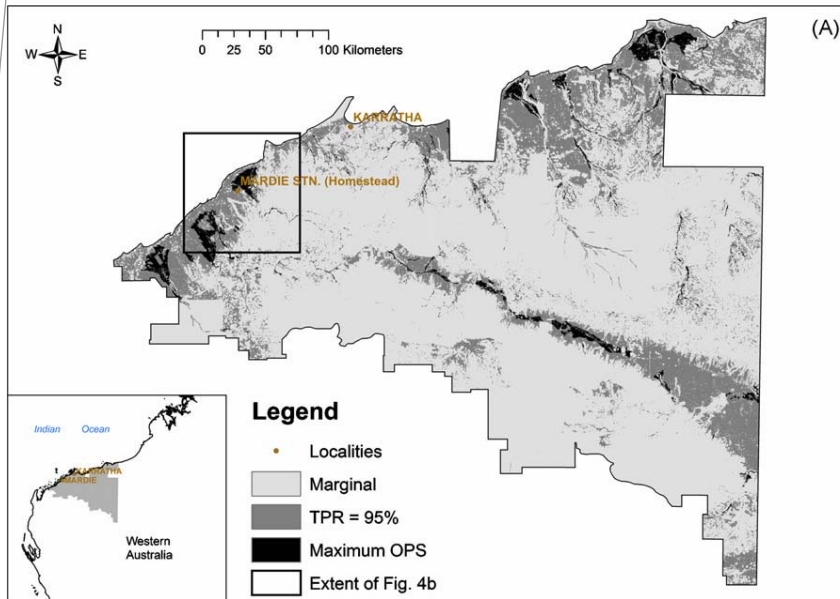 (A)
N
W E
S
0 25 50 100 Kilometers
KARRATHA
MARDIE STN. (Homestead)
Indian Ocean
KARRATHA
MARDIE
Western
Australia
Legend
Localities
Marginal
TPR = 95%
Maximum OPS
Extent of Fig. 4b